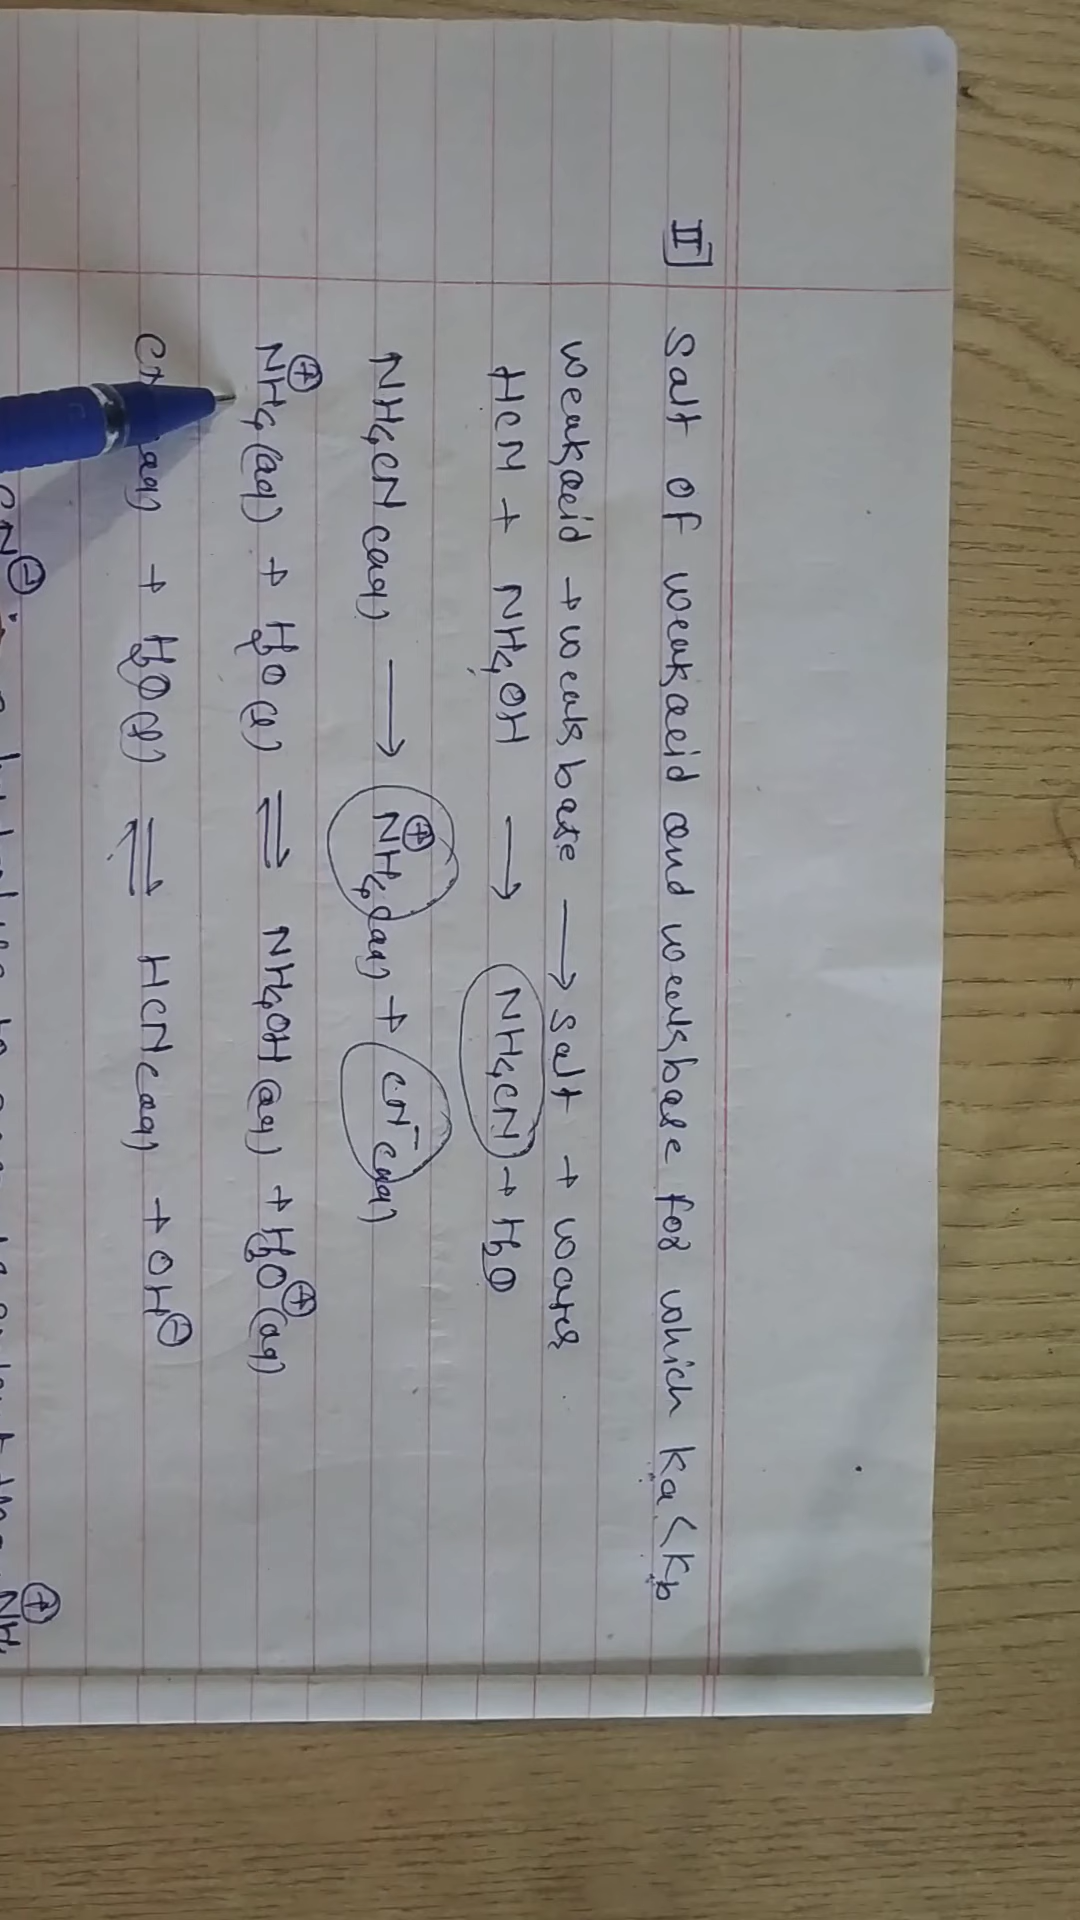 II] Salt of weak acid and weak base for which Ka < Kb
weak acid + weak base ⟶ Salt + water
HCN + NH₄OH ⟶ NH₄CN + H₂O
NH₄CN(aq) ⟶ NH₄⊕(aq) + CN⁻(aq)
NH₄⊕(aq) + H₂O(l) ⇌ NH₄OH(aq) + H₃O⊕(aq)
(aq) + H₂O(l) ⇌ HCN(aq) + OH⊖
CN⊖ NH₄⊕